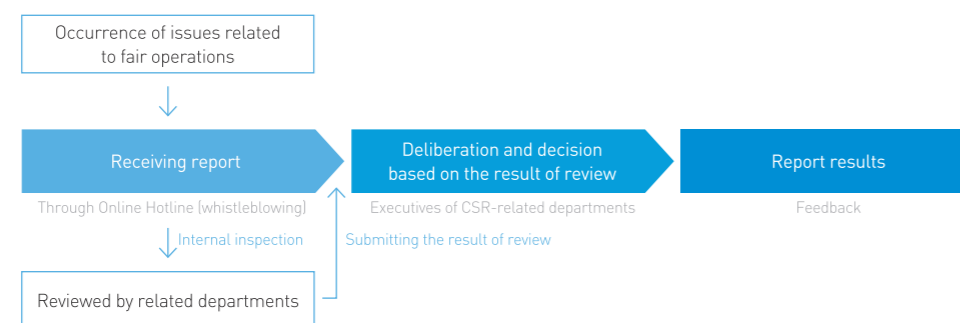 Occurrence of issues related
to fair operations
Receiving report
Deliberation and decision
based on the result of review
Report results
Through Online Hotline (whistleblowing)
Executives of CSR-related departments
Feedback
Internal inspection
Submitting the result of review
Reviewed by related departments